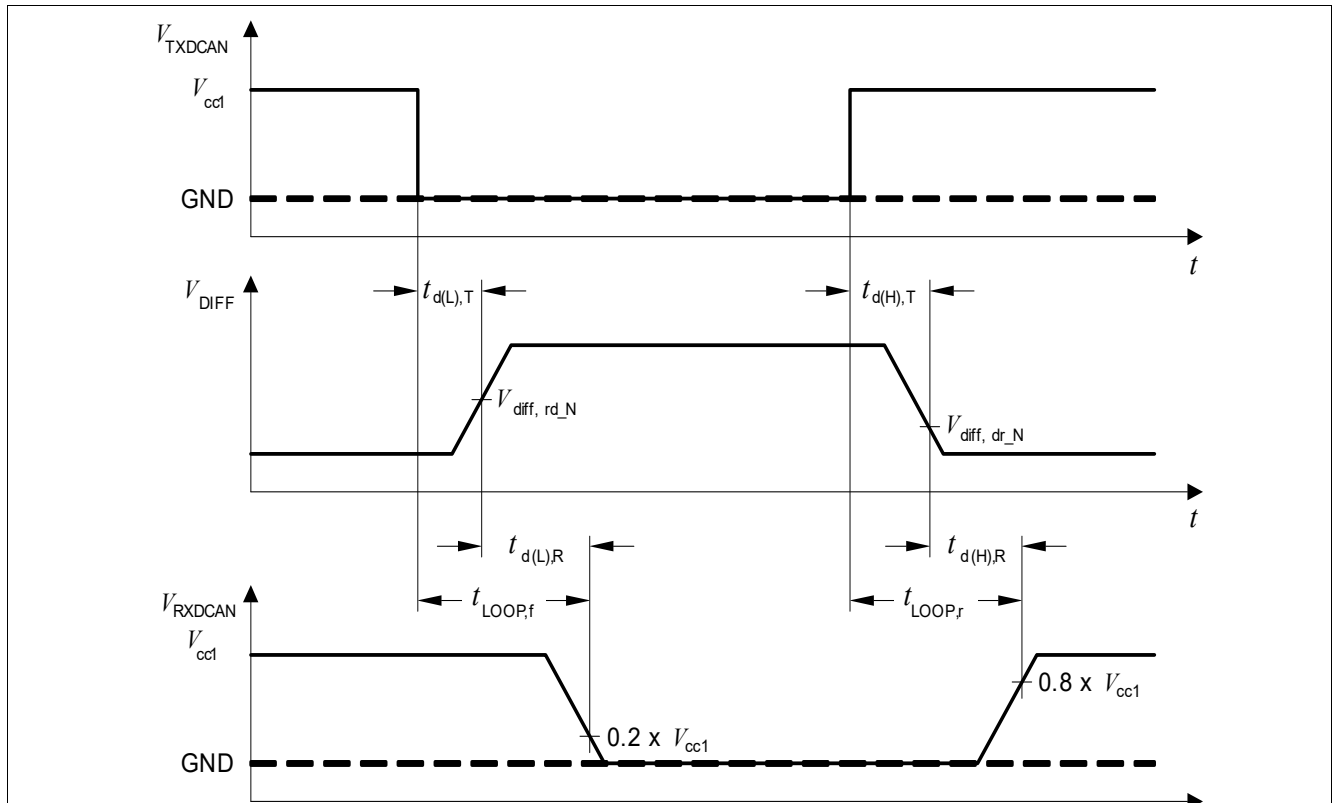 V_TXDCAN
V_cc1
GND
t
V_DIFF
t_d(L),T
t_d(H),T
V_diff, rd_N
V_diff, dr_N
t
t_d(L),R
t_d(H),R
t_LOOP,f
t_LOOP,r
V_RXDCAN
V_cc1
0.8 x V_cc1
0.2 x V_cc1
GND